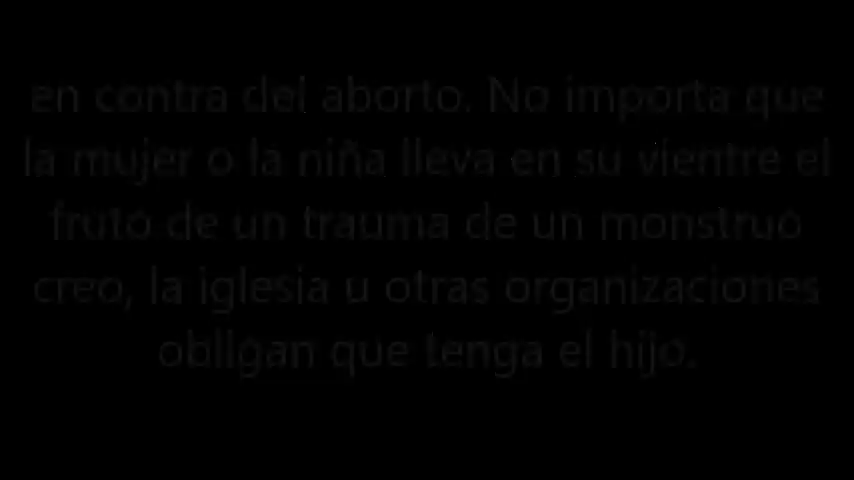 en contra del aborto. No importa que
la mujer o la niña lleva en su vientre el
fruto de un trauma de un monstruo
creo, la iglesia u otras organizaciones
obligan que tenga el hijo.